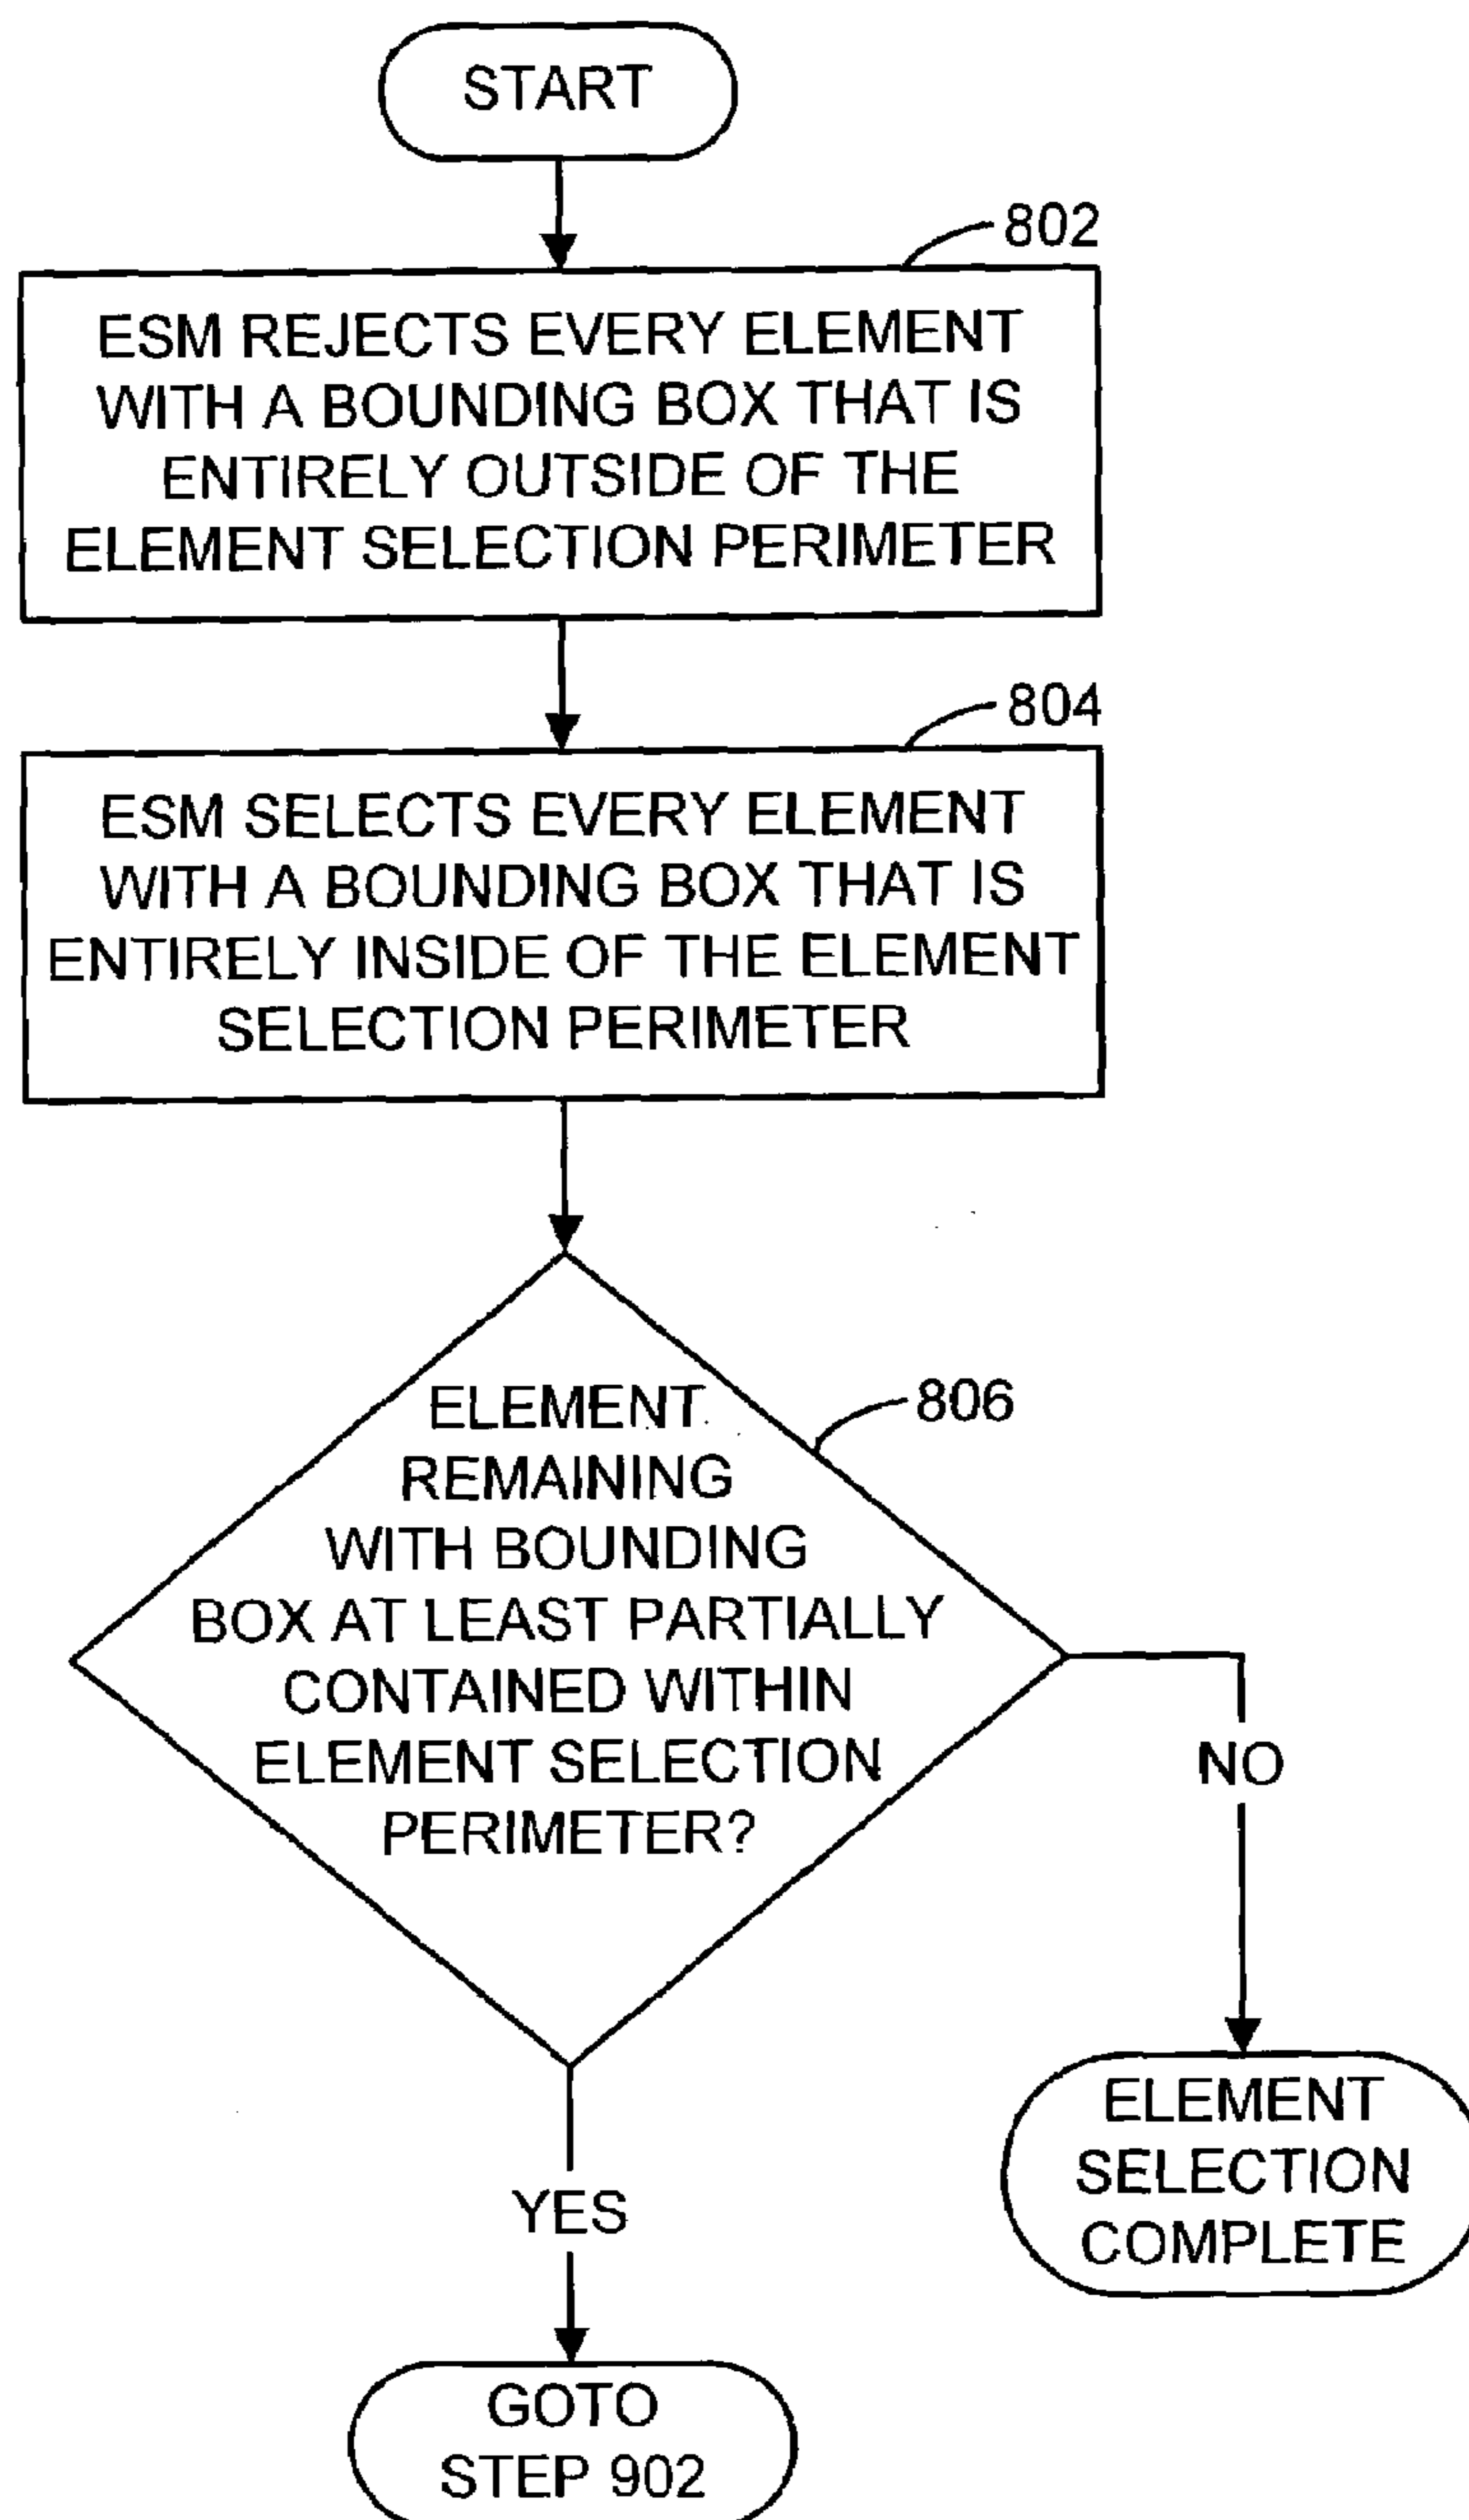 START
802
ESM REJECTS EVERY ELEMENT
WITH A BOUNDING BOX THAT IS
ENTIRELY OUTSIDE OF THE
ELEMENT SELECTION PERIMETER
804
ESM SELECTS EVERY ELEMENT
WITH A BOUNDING BOX THAT IS
ENTIRELY INSIDE OF THE ELEMENT
SELECTION PERIMETER
806
ELEMENT
REMAINING
WITH BOUNDING
BOX AT LEAST PARTIALLY
CONTAINED WITHIN
ELEMENT SELECTION
PERIMETER?
NO
ELEMENT
SELECTION
COMPLETE
YES
GOTO
STEP 902